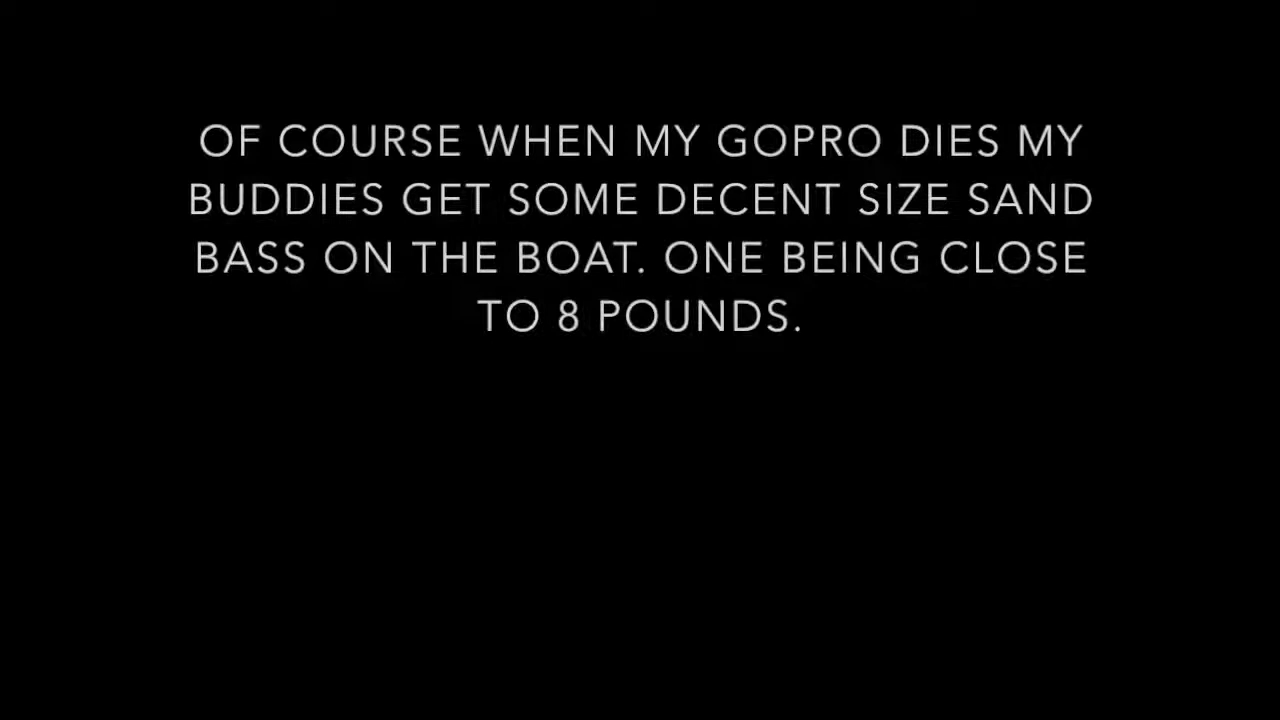 OF COURSE WHEN MY GOPRO DIES MY
BUDDIES GET SOME DECENT SIZE SAND
BASS ON THE BOAT. ONE BEING CLOSE
TO 8 POUNDS.